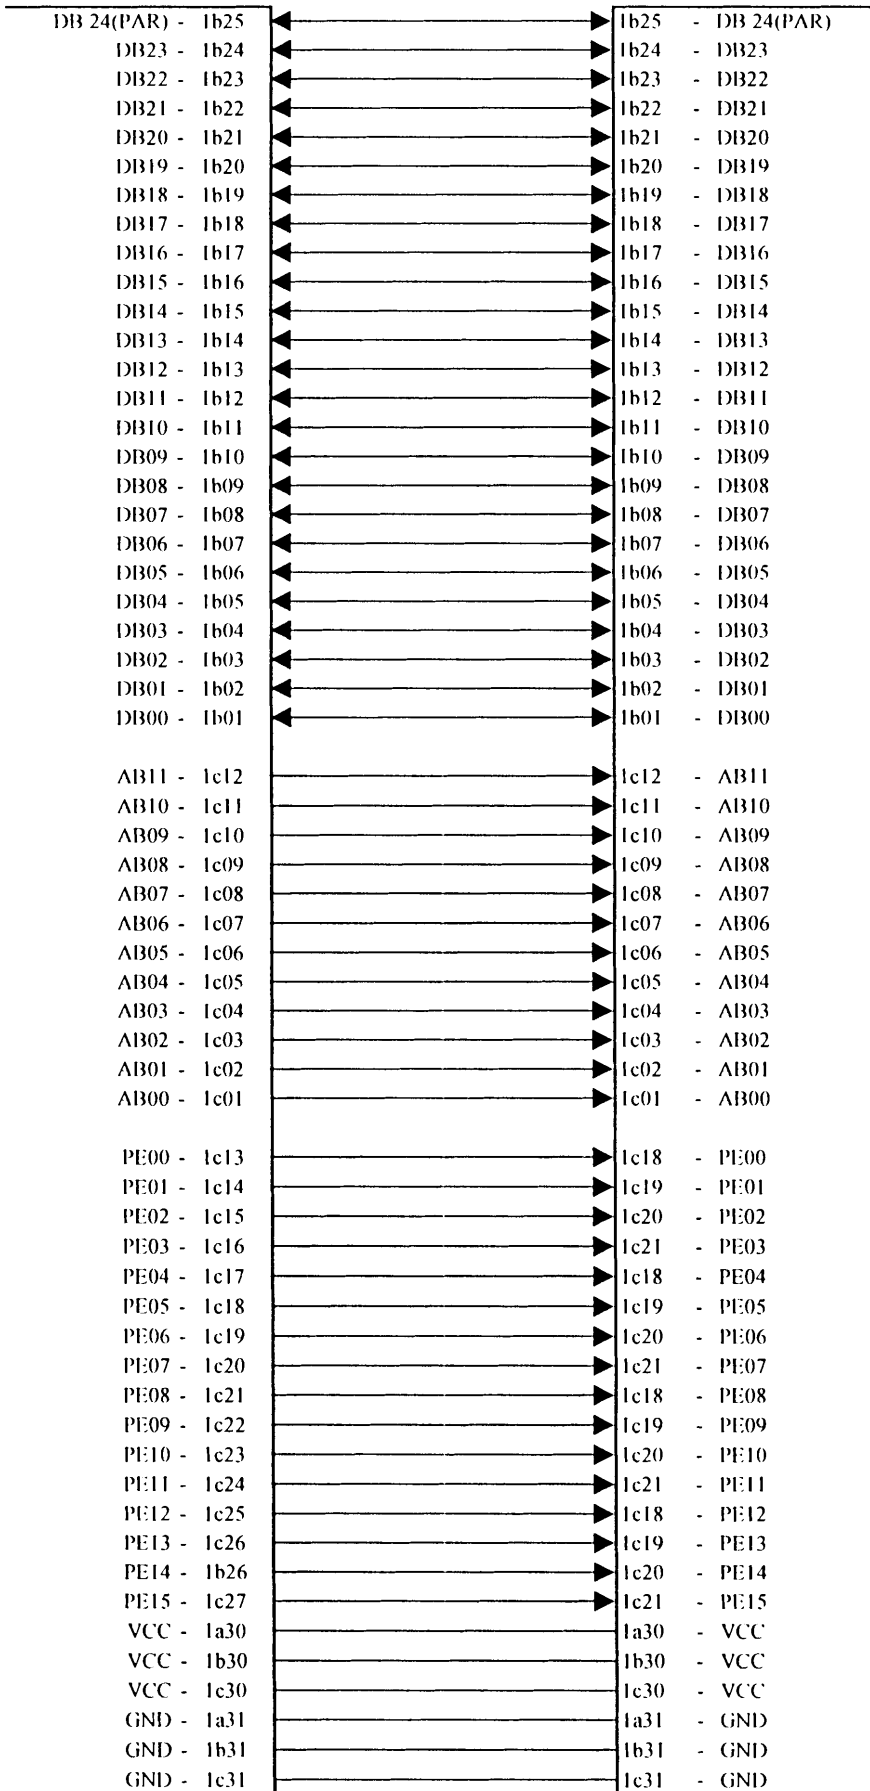 DB 24(PAR) - 1b25 1b25 - DB 24(PAR)
DB23 - 1b24 1b24 - DB23
DB22 - 1b23 1b23 - DB22
DB21 - 1b22 1b22 - DB21
DB20 - 1b21 1b21 - DB20
DB19 - 1b20 1b20 - DB19
DB18 - 1b19 1b19 - DB18
DB17 - 1b18 1b18 - DB17
DB16 - 1b17 1b17 - DB16
DB15 - 1b16 1b16 - DB15
DB14 - 1b15 1b15 - DB14
DB13 - 1b14 1b14 - DB13
DB12 - 1b13 1b13 - DB12
DB11 - 1b12 1b12 - DB11
DB10 - 1b11 1b11 - DB10
DB09 - 1b10 1b10 - DB09
DB08 - 1b09 1b09 - DB08
DB07 - 1b08 1b08 - DB07
DB06 - 1b07 1b07 - DB06
DB05 - 1b06 1b06 - DB05
DB04 - 1b05 1b05 - DB04
DB03 - 1b04 1b04 - DB03
DB02 - 1b03 1b03 - DB02
DB01 - 1b02 1b02 - DB01
DB00 - 1b01 1b01 - DB00
AB11 - 1c12 1c12 - AB11
AB10 - 1c11 1c11 - AB10
AB09 - 1c10 1c10 - AB09
AB08 - 1c09 1c09 - AB08
AB07 - 1c08 1c08 - AB07
AB06 - 1c07 1c07 - AB06
AB05 - 1c06 1c06 - AB05
AB04 - 1c05 1c05 - AB04
AB03 - 1c04 1c04 - AB03
AB02 - 1c03 1c03 - AB02
AB01 - 1c02 1c02 - AB01
AB00 - 1c01 1c01 - AB00
PE00 - 1c13 1c18 - PE00
PE01 - 1c14 1c19 - PE01
PE02 - 1c15 1c20 - PE02
PE03 - 1c16 1c21 - PE03
PE04 - 1c17 1c18 - PE04
PE05 - 1c18 1c19 - PE05
PE06 - 1c19 1c20 - PE06
PE07 - 1c20 1c21 - PE07
PE08 - 1c21 1c18 - PE08
PE09 - 1c22 1c19 - PE09
PE10 - 1c23 1c20 - PE10
PE11 - 1c24 1c21 - PE11
PE12 - 1c25 1c18 - PE12
PE13 - 1c26 1c19 - PE13
PE14 - 1b26 1c20 - PE14
PE15 - 1c27 1c21 - PE15
VCC - 1a30 1a30 - VCC
VCC - 1b30 1b30 - VCC
VCC - 1c30 1c30 - VCC
GND - 1a31 1a31 - GND
GND - 1b31 1b31 - GND
GND - 1c31 1c31 - GND